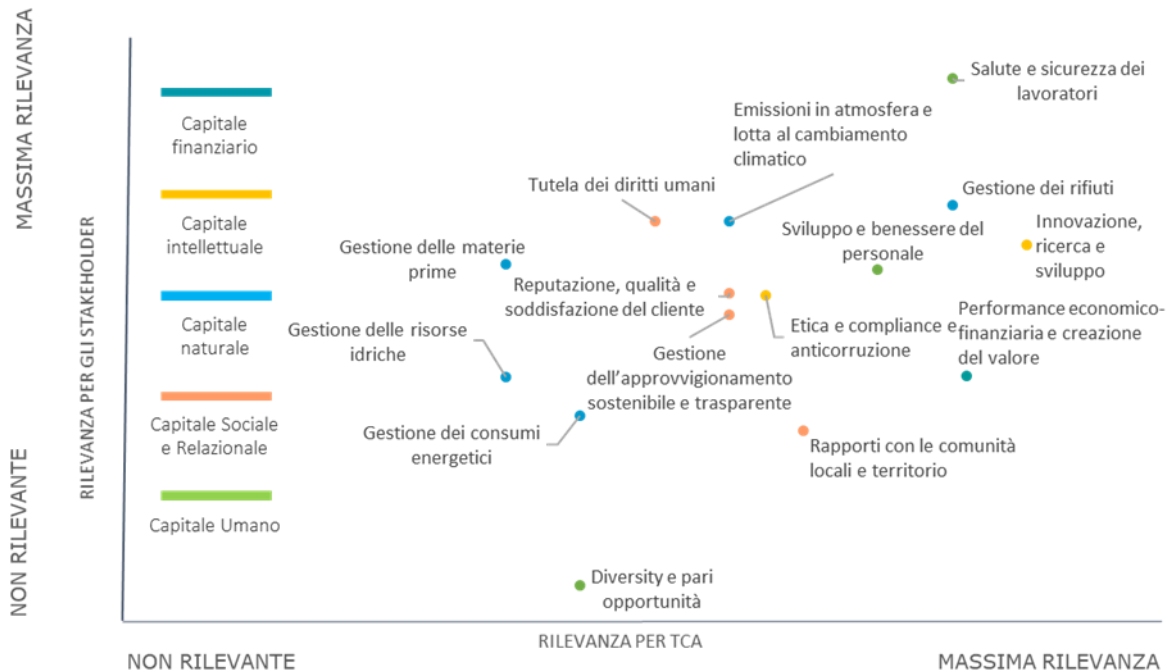 MASSIMA RILEVANZA
NON RILEVANTE
RILEVANZA PER GLI STAKEHOLDER
Capitale
finanziario
Capitale
intellettuale
Capitale
naturale
Capitale Sociale
e Relazionale
Capitale Umano
Salute e sicurezza dei
lavoratori
Emissioni in atmosfera e
lotta al cambiamento
climatico
Tutela dei diritti umani
Gestione dei rifiuti
Sviluppo e benessere del
personale
Innovazione,
ricerca e
sviluppo
Gestione delle materie
prime
Reputazione, qualità e
soddisfazione del cliente
Etica e compliance e
anticorruzione
Performance economico-
finanziaria e creazione
del valore
Gestione delle risorse
idriche
Gestione
dell'approvvigionamento
sostenibile e trasparente
Gestione dei consumi
energetici
Rapporti con le comunità
locali e territorio
Diversity e pari
opportunità
RILEVANZA PER TCA
NON RILEVANTE
MASSIMA RILEVANZA